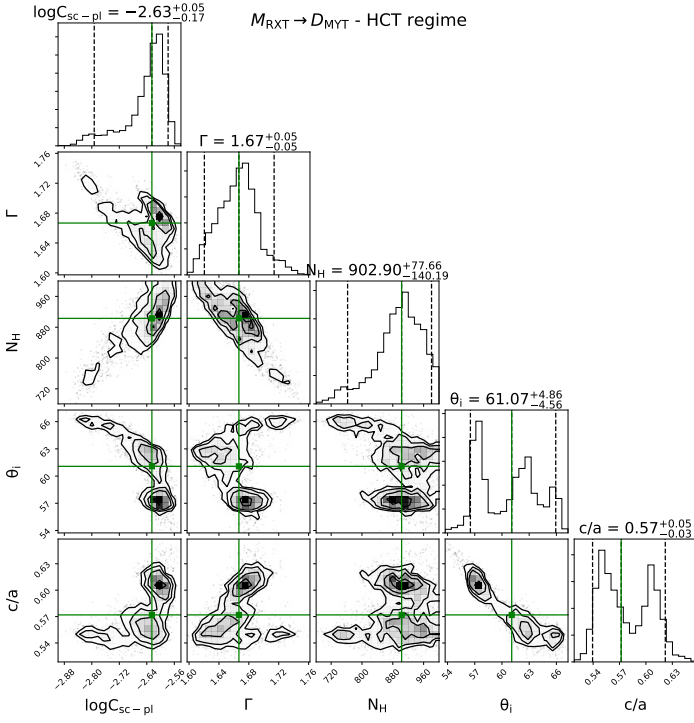 logC_sc−pl = −2.63 +0.05 −0.17
M_RXT → D_MYT - HCT regime
Γ = 1.67 +0.05 −0.05
1.76
1.72
1.68
1.64
1.60
Γ
N_H = 902.90 +77.66 −140.19
960
880
800
720
N_H
θ_i = 61.07 +4.86 −4.56
66
63
60
57
54
θ_i
c/a = 0.57 +0.05 −0.03
0.63
0.60
0.57
0.54
c/a
−2.88 −2.80 −2.72 −2.64 −2.56 1.60 1.64 1.68 1.72 1.76 720 800 880 960 54 57 60 63 66 0.54 0.57 0.60 0.63
logC_sc−pl Γ N_H θ_i c/a